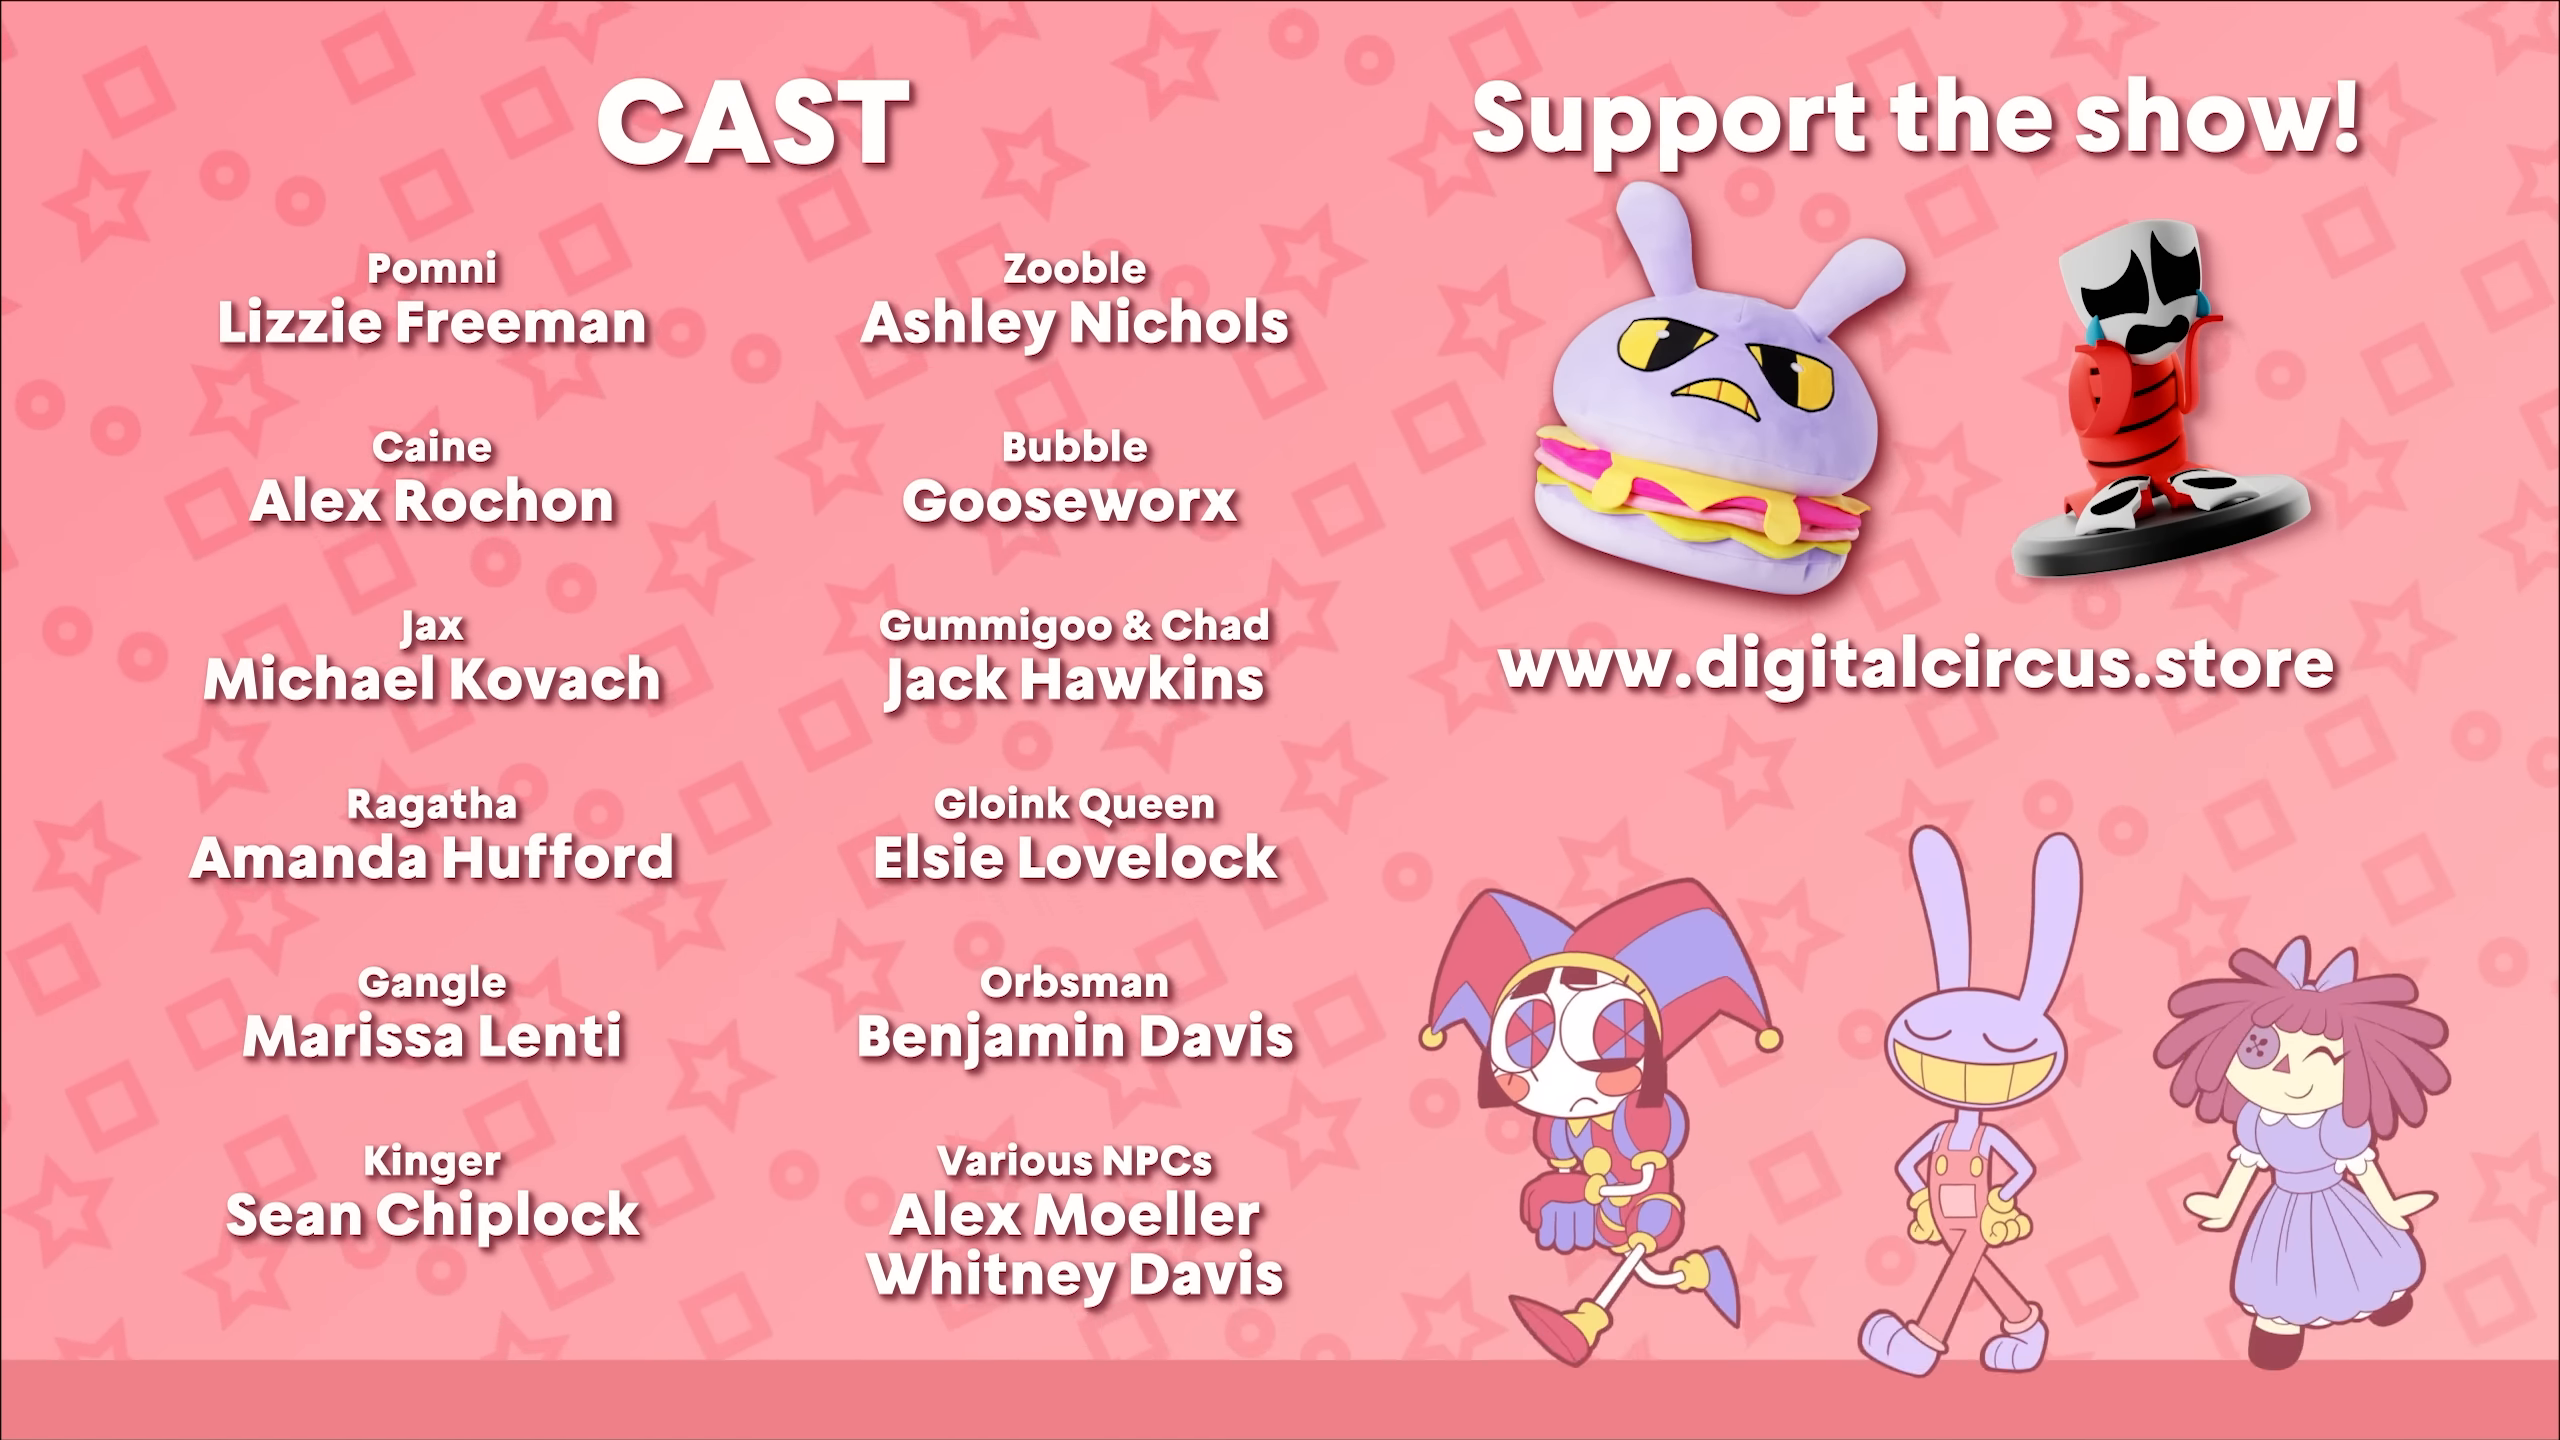 CAST
Pomni
Lizzie Freeman
Caine
Alex Rochon
Jax
Michael Kovach
Ragatha
Amanda Hufford
Gangle
Marissa Lenti
Kinger
Sean Chiplock
Zooble
Ashley Nichols
Bubble
Gooseworx
Gummigoo & Chad
Jack Hawkins
Gloink Queen
Elsie Lovelock
Orbsman
Benjamin Davis
Various NPCs
Alex Moeller
Whitney Davis
Support the show!
www.digitalcircus.store